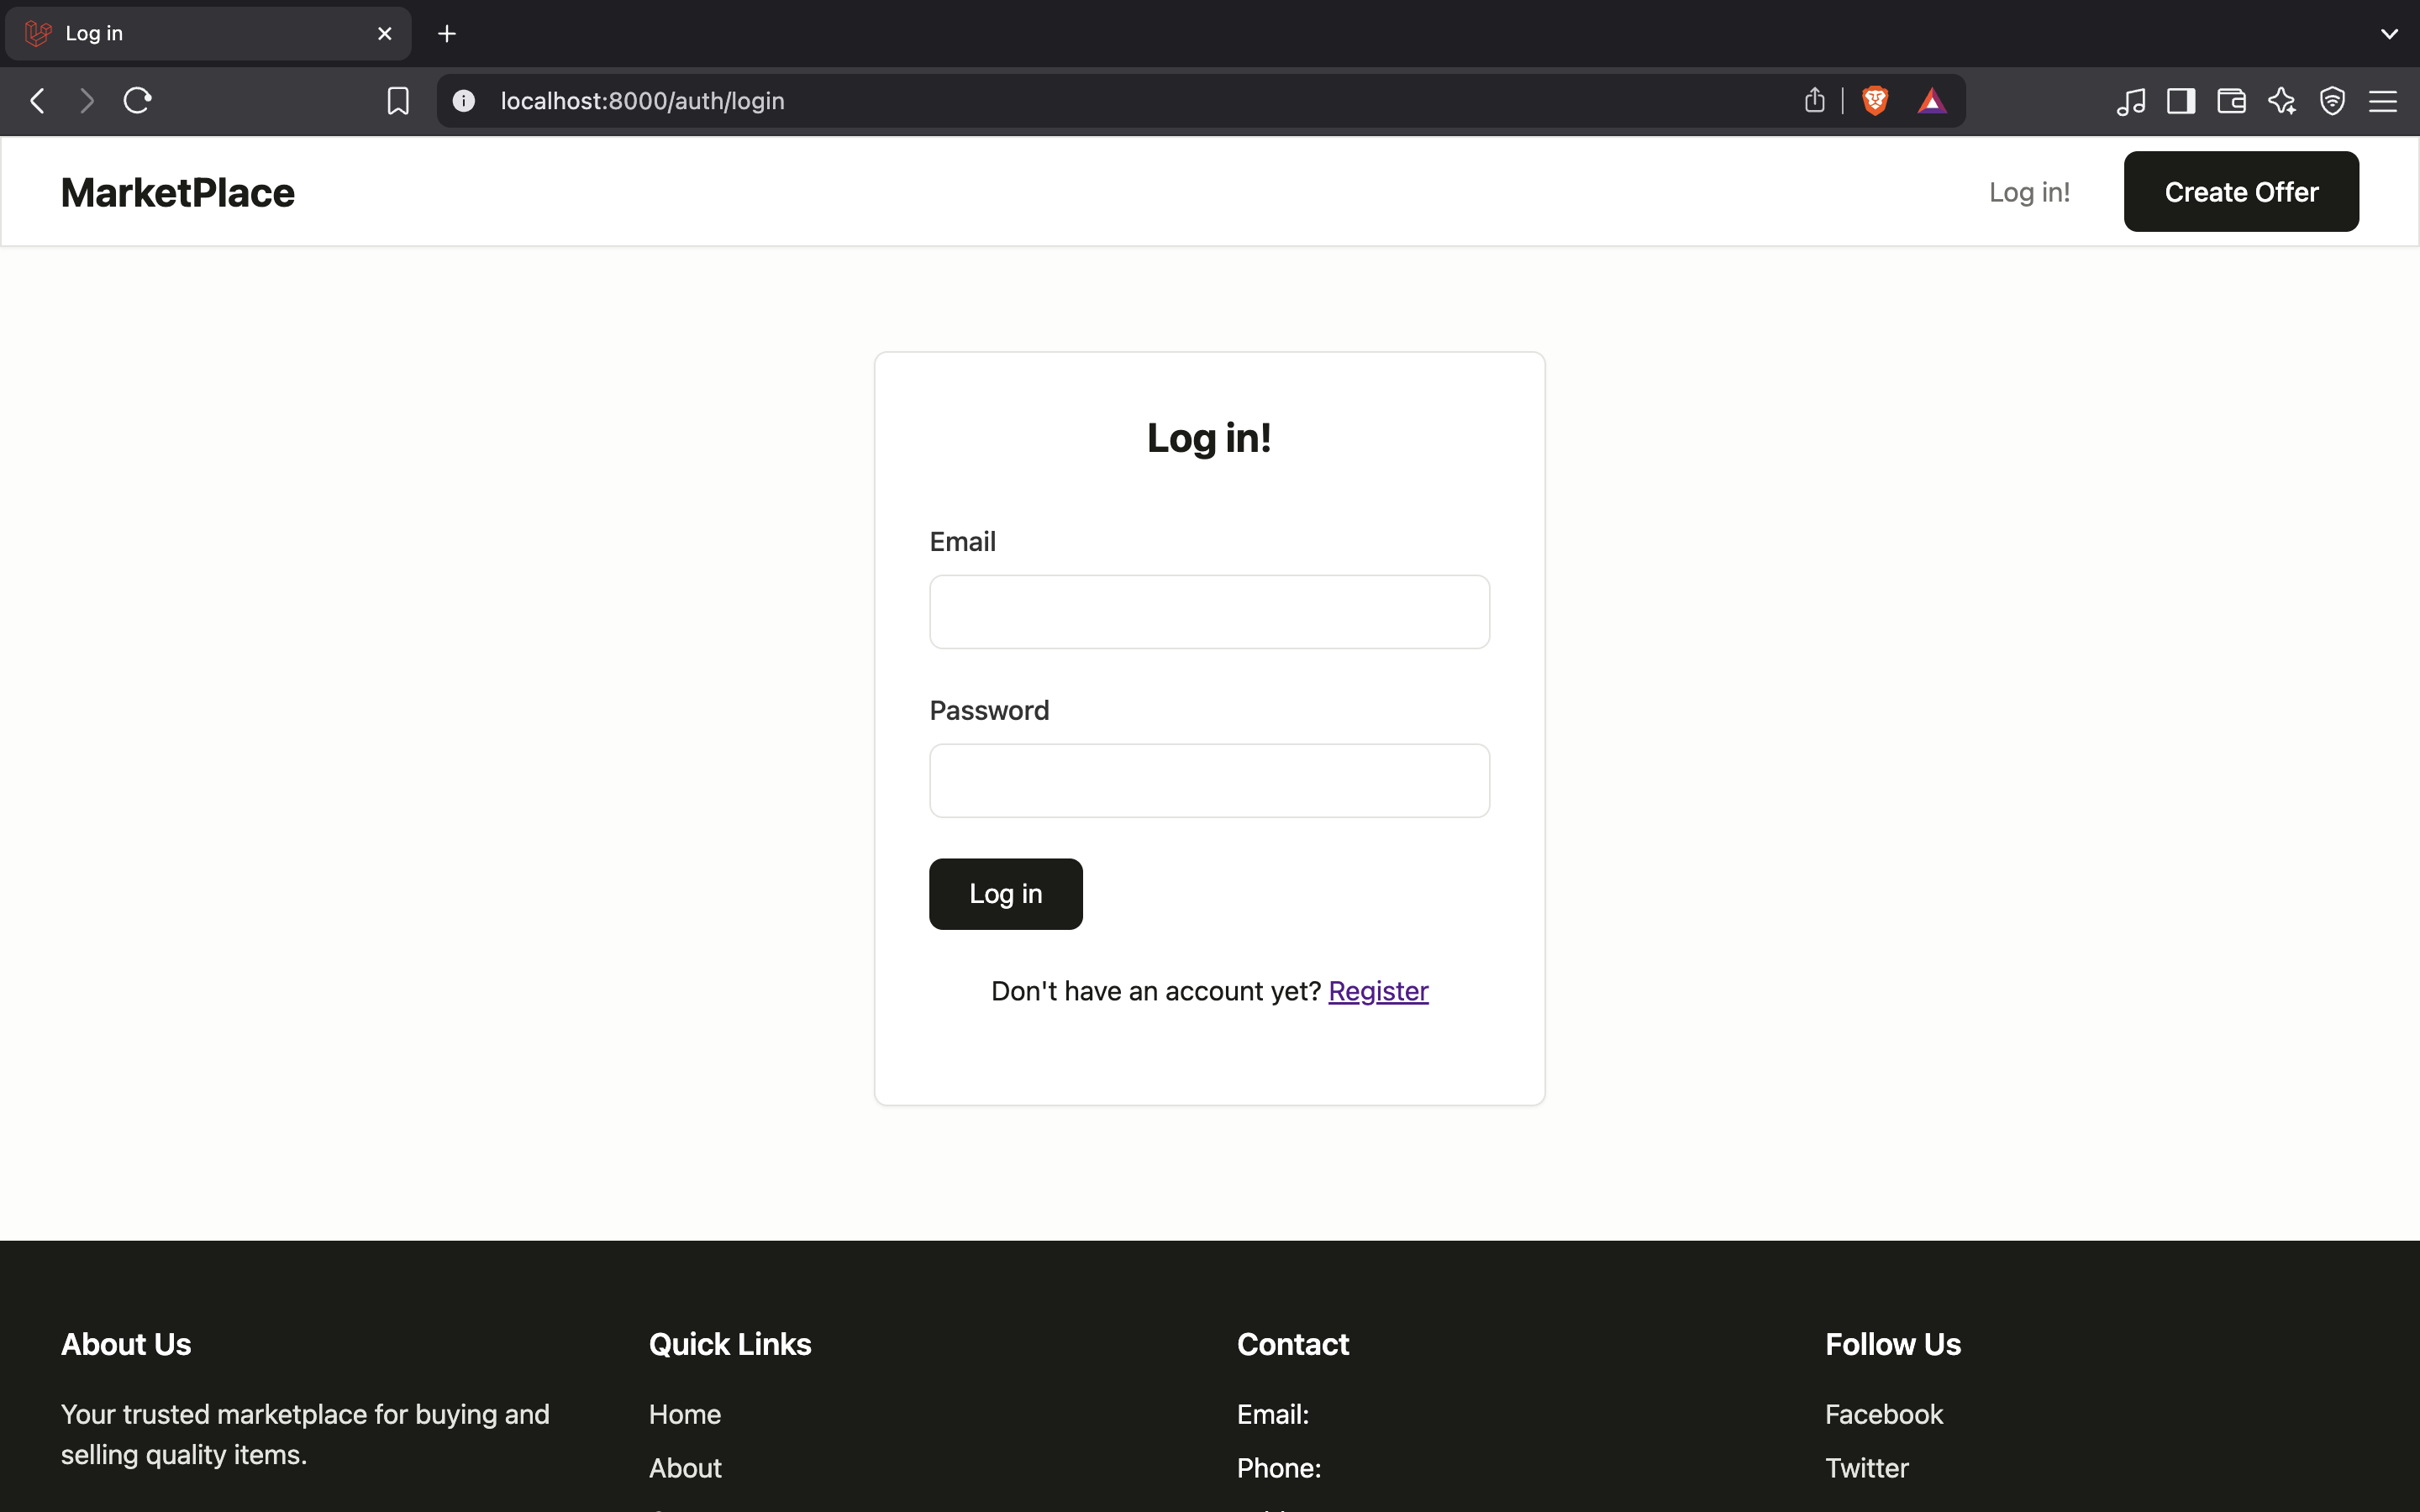 Log in
localhost:8000/auth/login
MarketPlace
Log in!
Create Offer
Log in!
Email
Password
Log in
Don't have an account yet? Register
About Us
Your trusted marketplace for buying and
selling quality items.
Quick Links
Home
About
Contact
Email:
Phone:
Follow Us
Facebook
Twitter